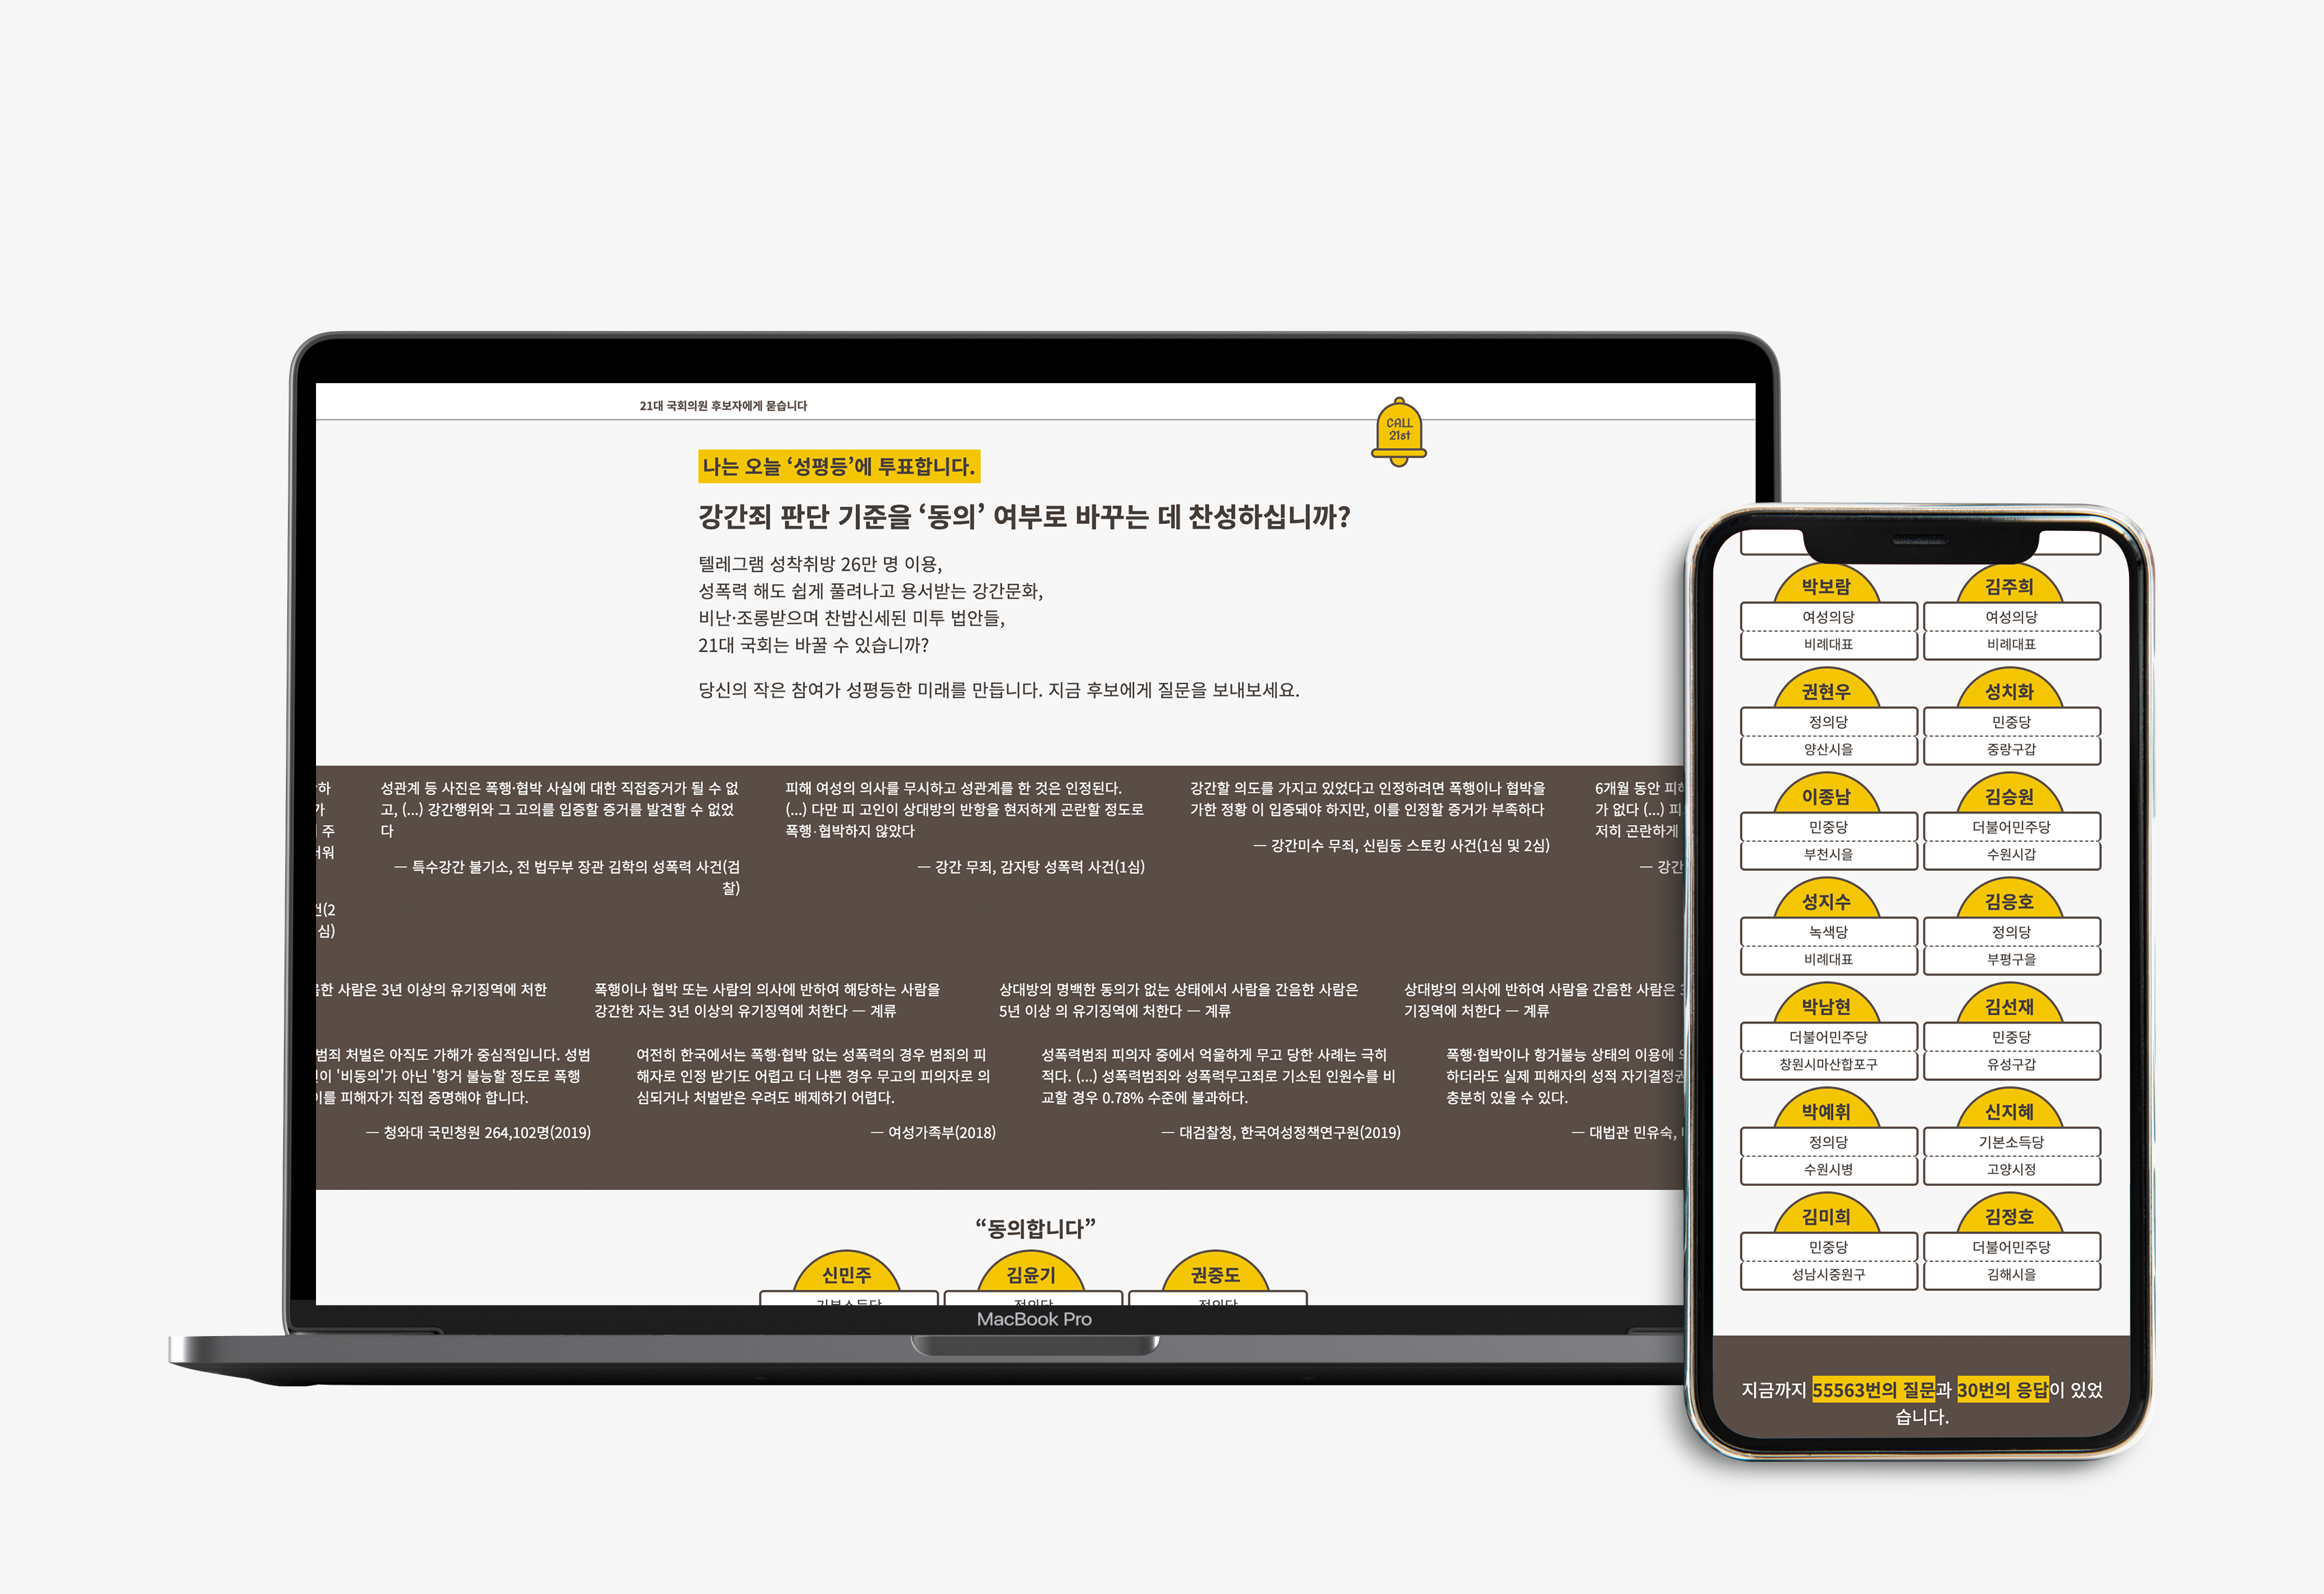 21대 국회의원 후보자에게 묻습니다
CALL
21st
나는 오늘 ‘성평등’에 투표합니다.
강간죄 판단 기준을 ‘동의’ 여부로 바꾸는 데 찬성하십니까?
텔레그램 성착취방 26만 명 이용,
성폭력 해도 쉽게 풀려나고 용서받는 강간문화,
비난·조롱받으며 찬밥신세된 미투 법안들,
21대 국회는 바꿀 수 있습니까?
당신의 작은 참여가 성평등한 미래를 만듭니다. 지금 후보에게 질문을 보내보세요.
하
가
주
워
건(2
심)
성관계 등 사진은 폭행·협박 사실에 대한 직접증거가 될 수 없
고, (...) 강간행위와 그 고의를 입증할 증거를 발견할 수 없었
다
— 특수강간 불기소, 전 법무부 장관 김학의 성폭력 사건(검
찰)
피해 여성의 의사를 무시하고 성관계를 한 것은 인정된다.
(...) 다만 피 고인이 상대방의 반항을 현저하게 곤란할 정도로
폭행·협박하지 않았다
— 강간 무죄, 감자탕 성폭력 사건(1심)
강간할 의도를 가지고 있었다고 인정하려면 폭행이나 협박을
가한 정황 이 입증돼야 하지만, 이를 인정할 증거가 부족하다
— 강간미수 무죄, 신림동 스토킹 사건(1심 및 2심)
6개월 동안 피해
가 없다 (...) 피
저히 곤란하게
— 강간
음한 사람은 3년 이상의 유기징역에 처한
폭행이나 협박 또는 사람의 의사에 반하여 해당하는 사람을
강간한 자는 3년 이상의 유기징역에 처한다 — 계류
상대방의 명백한 동의가 없는 상태에서 사람을 간음한 사람은
5년 이상 의 유기징역에 처한다 — 계류
상대방의 의사에 반하여 사람을 간음한 사람은 3
기징역에 처한다 — 계류
범죄 처벌은 아직도 가해가 중심적입니다. 성범
이 '비동의'가 아닌 '항거 불능할 정도로 폭행
이를 피해자가 직접 증명해야 합니다.
— 청와대 국민청원 264,102명(2019)
여전히 한국에서는 폭행·협박 없는 성폭력의 경우 범죄의 피
해자로 인정 받기도 어렵고 더 나쁜 경우 무고의 피의자로 의
심되거나 처벌받은 우려도 배제하기 어렵다.
— 여성가족부(2018)
성폭력범죄 피의자 중에서 억울하게 무고 당한 사례는 극히
적다. (...) 성폭력범죄와 성폭력무고죄로 기소된 인원수를 비
교할 경우 0.78% 수준에 불과하다.
— 대검찰청, 한국여성정책연구원(2019)
폭행·협박이나 항거불능 상태의 이용에
하더라도 실제 피해자의 성적 자기결정권
충분히 있을 수 있다.
— 대법관 민유숙,
“동의합니다”
신민주 김윤기 권중도
기본소득당 정의당 정의당
MacBook Pro
박보람 김주희
여성의당 여성의당
비례대표 비례대표
권현우 성치화
정의당 민중당
양산시을 중랑구갑
이종남 김승원
민중당 더불어민주당
부천시을 수원시갑
성지수 김응호
녹색당 정의당
비례대표 부평구을
박남현 김선재
더불어민주당 민중당
창원시마산합포구 유성구갑
박예휘 신지혜
정의당 기본소득당
수원시병 고양시정
김미희 김정호
민중당 더불어민주당
성남시중원구 김해시을
지금까지 55563번의 질문과 30번의 응답이 있었
습니다.